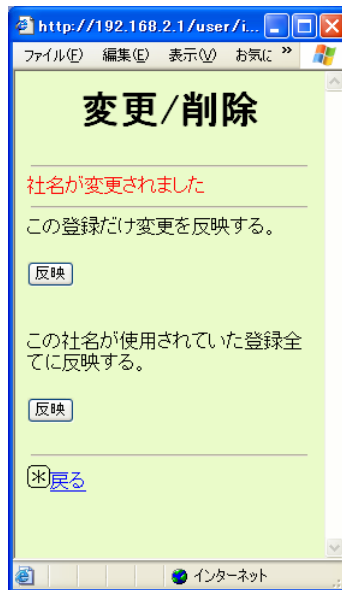 http://192.168.2.1/user/i...
ファイル(F) 編集(E) 表示(V) お気に »
変更/削除
社名が変更されました
この登録だけ変更を反映する。
反映
この社名が使用されていた登録全
てに反映する。
反映
*戻る
インターネット